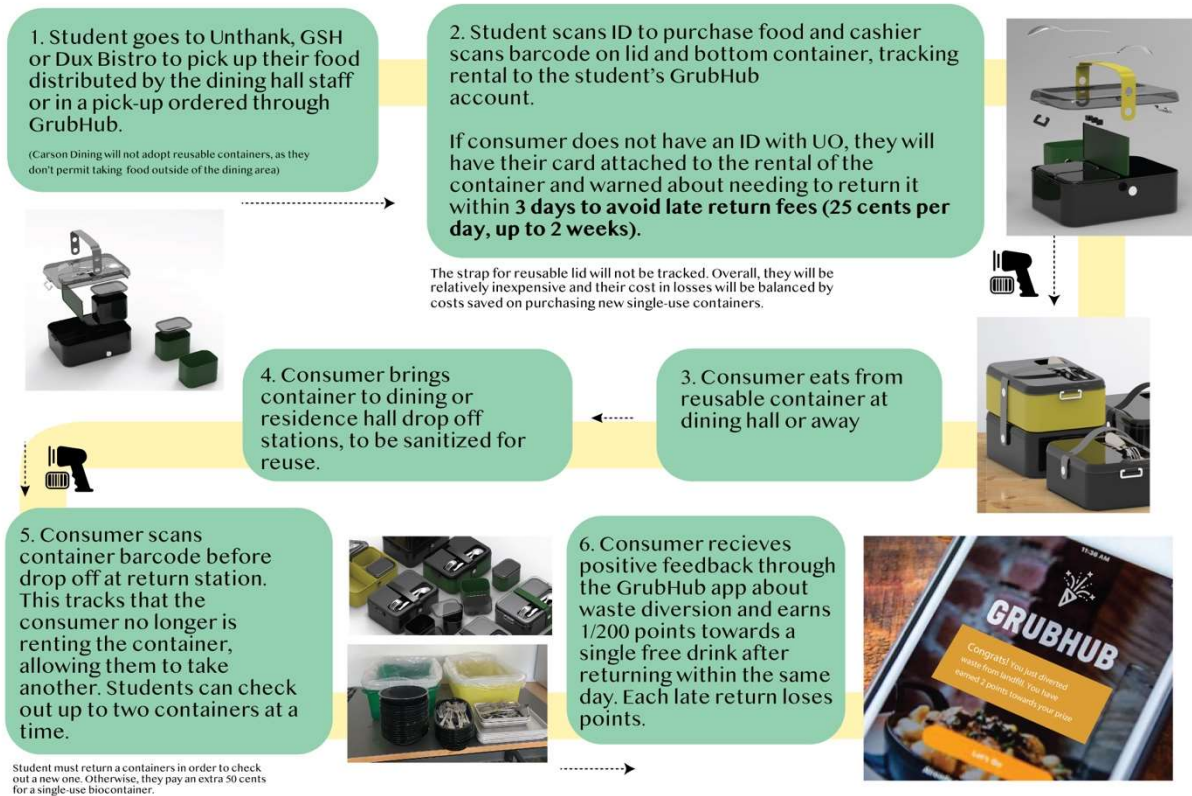 1. Student goes to Unthank, GSH
or Dux Bistro to pick up their food
distributed by the dining hall staff
or in a pick-up ordered through
GrubHub.
(Carson Dining will not adopt reusable containers, as they
don't permit taking food outside of the dining area)
2. Student scans ID to purchase food and cashier
scans barcode on lid and bottom container, tracking
rental to the student's GrubHub
account.
If consumer does not have an ID with UO, they will
have their card attached to the rental of the
container and warned about needing to return it
within 3 days to avoid late return fees (25 cents per
day, up to 2 weeks).
The strap for reusable lid will not be tracked. Overall, they will be
relatively inexpensive and their cost in losses will be balanced by
costs saved on purchasing new single-use containers.
3. Consumer eats from
reusable container at
dining hall or away
4. Consumer brings
container to dining or
residence hall drop off
stations, to be sanitized for
reuse.
5. Consumer scans
container barcode before
drop off at return station.
This tracks that the
consumer no longer is
renting the container,
allowing them to take
another. Students can check
out up to two containers at a
time.
Student must return a containers in order to check
out a new one. Otherwise, they pay an extra 50 cents
for a single-use biocontainer.
6. Consumer recieves
positive feedback through
the GrubHub app about
waste diversion and earns
1/200 points towards a
single free drink after
returning within the same
day. Each late return loses
points.
11:36 AM
GRUBHUB
Congrats! You just diverted
waste from landfill. You have
earned 2 points towards your prize
Let's Go